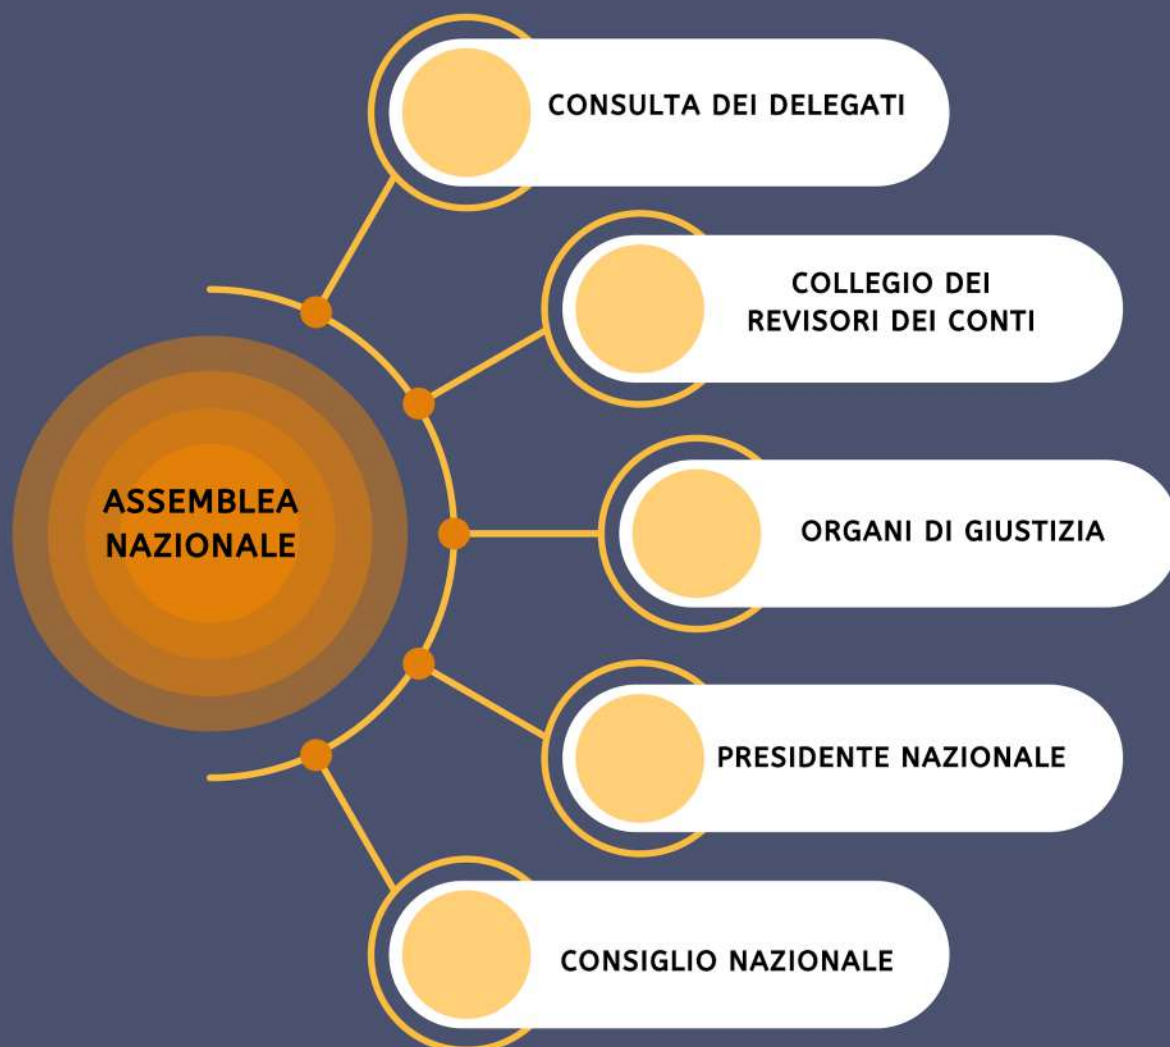 CONSULTA DEI DELEGATI
COLLEGIO DEI
REVISORI DEI CONTI
ASSEMBLEA
NAZIONALE
ORGANI DI GIUSTIZIA
PRESIDENTE NAZIONALE
CONSIGLIO NAZIONALE